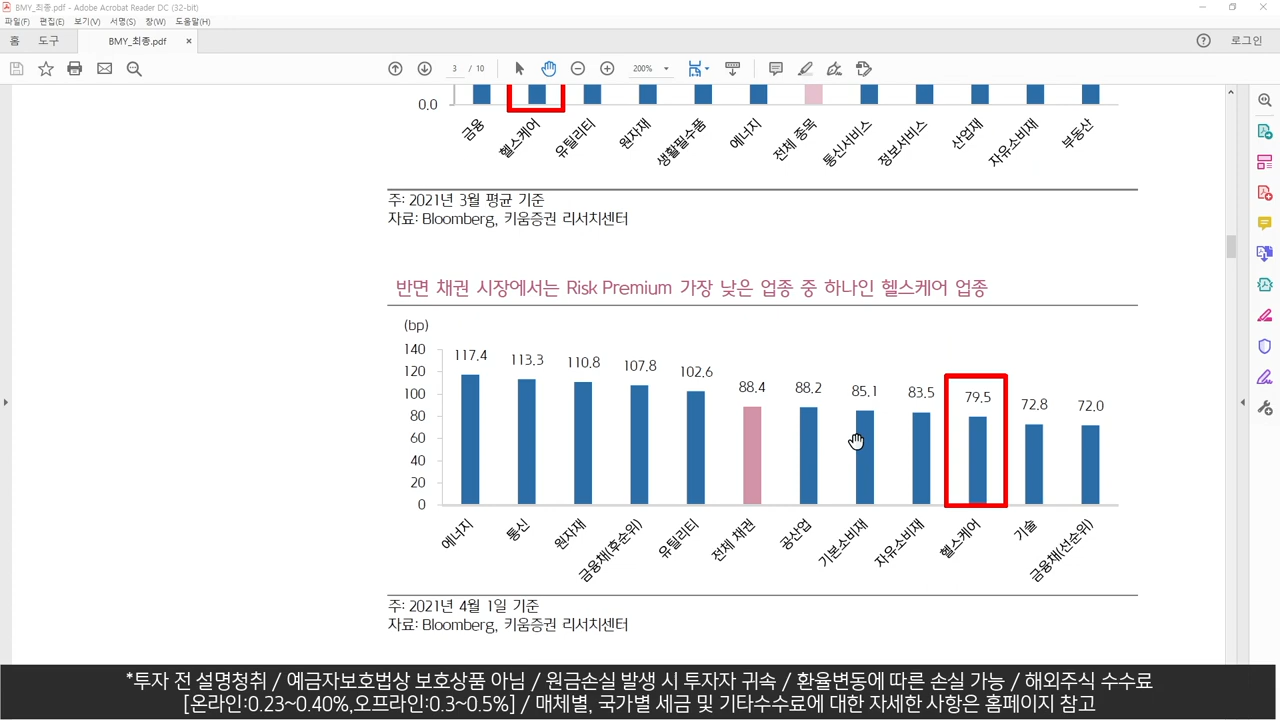 BMY_최종.pdf - Adobe Acrobat Reader DC (32-bit)
파일(F) 편집(E) 보기(V) 서명(S) 창(W) 도움말(H)
홈 도구 BMY_최종.pdf × ? 로그인
3 / 10 200%
0.0
금융 헬스케어 유틸리티 원자재 생활필수품 에너지 전체 종목 통신서비스 정보서비스 산업재 자유소비재 부동산
주: 2021년 3월 평균 기준
자료: Bloomberg, 키움증권 리서치센터
반면 채권 시장에서는 Risk Premium 가장 낮은 업종 중 하나인 헬스케어 업종
(bp)
140
120
100
80
60
40
20
0
117.4 113.3 110.8 107.8 102.6 88.4 88.2 85.1 83.5 79.5 72.8 72.0
에너지 통신 원자재 금융채(후순위) 유틸리티 전체 채권 공산업 기본소비재 자유소비재 헬스케어 기술 금융채(선순위)
주: 2021년 4월 1일 기준
자료: Bloomberg, 키움증권 리서치센터
*투자 전 설명청취 / 예금자보호법상 보호상품 아님 / 원금손실 발생 시 투자자 귀속 / 환율변동에 따른 손실 가능 / 해외주식 수수료
[온라인:0.23~0.40%,오프라인:0.3~0.5%] / 매체별, 국가별 세금 및 기타수수료에 대한 자세한 사항은 홈페이지 참고